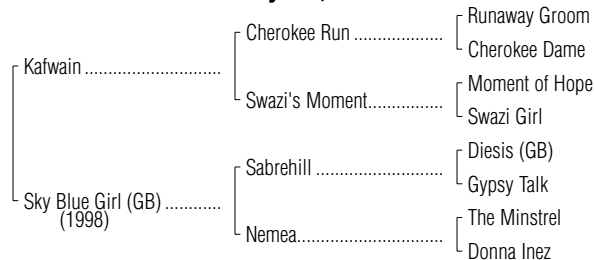 Runaway Groom
Cherokee Run ..................
Cherokee Dame
Kafwain ............................
Moment of Hope
Swazi's Moment...............
Swazi Girl
Diesis (GB)
Sabrehill .........................
Gypsy Talk
Sky Blue Girl (GB) ...........
(1998)
The Minstrel
Nemea.............................
Donna Inez